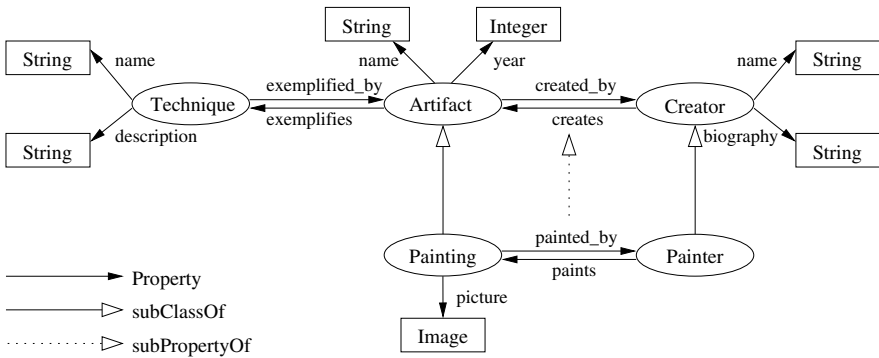 String
Integer
String
name
name
year
name
String
Technique
exemplified_by
exemplifies
Artifact
created_by
creates
Creator
String
description
biography
String
Painting
painted_by
paints
Painter
picture
Image
Property
subClassOf
subPropertyOf